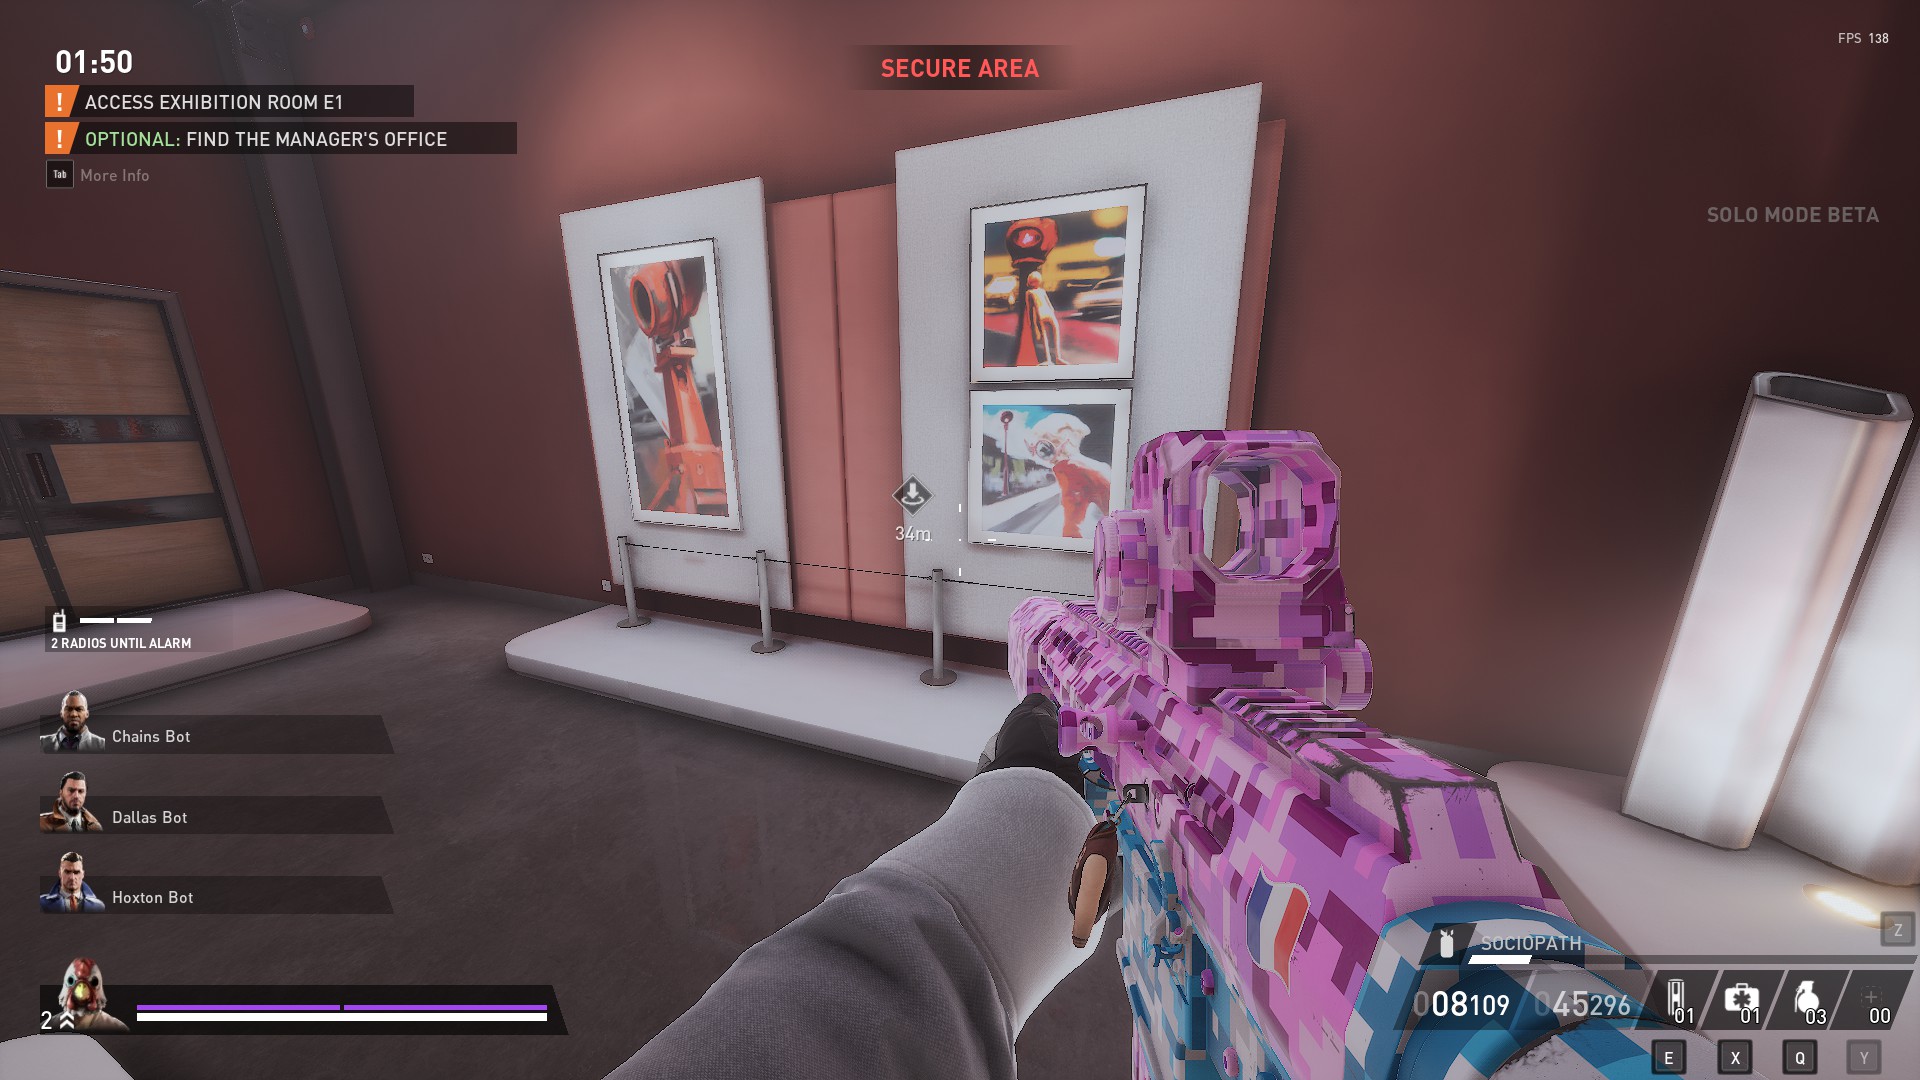 01:50
! ACCESS EXHIBITION ROOM E1
! OPTIONAL: FIND THE MANAGER'S OFFICE
Tab More Info
SECURE AREA
FPS 138
SOLO MODE BETA
34m
2 RADIOS UNTIL ALARM
Chains Bot
Dallas Bot
Hoxton Bot
2
Z
SOCIOPATH
008109 045296 01 01 03 00
E X Q Y